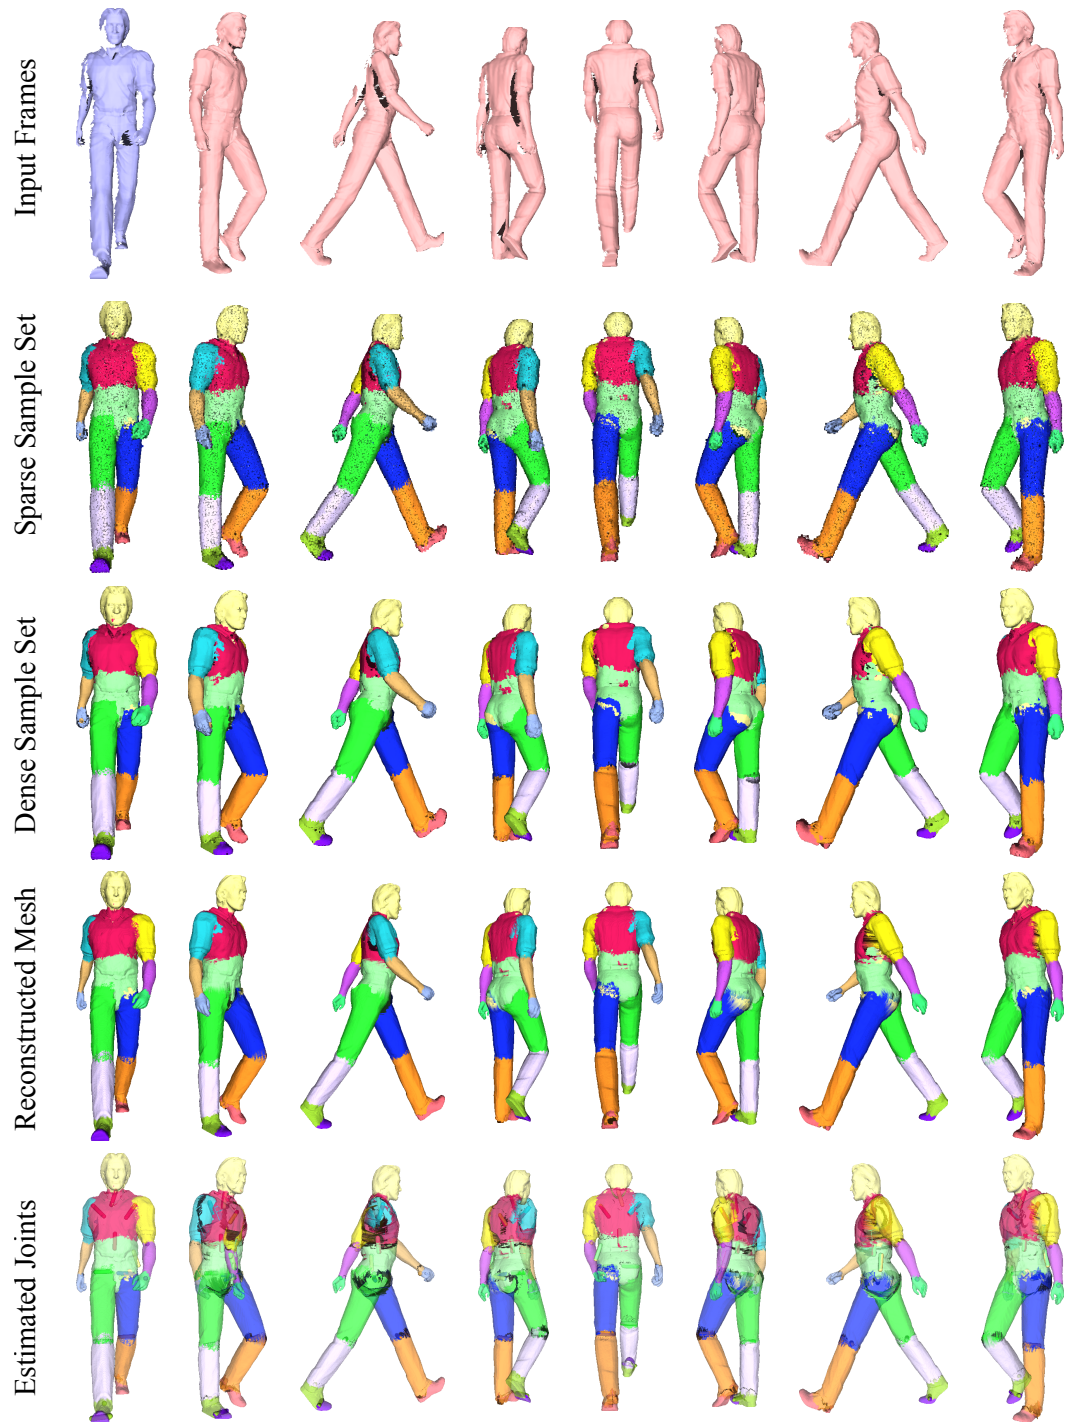 Input Frames
Sparse Sample Set
Dense Sample Set
Reconstructed Mesh
Estimated Joints